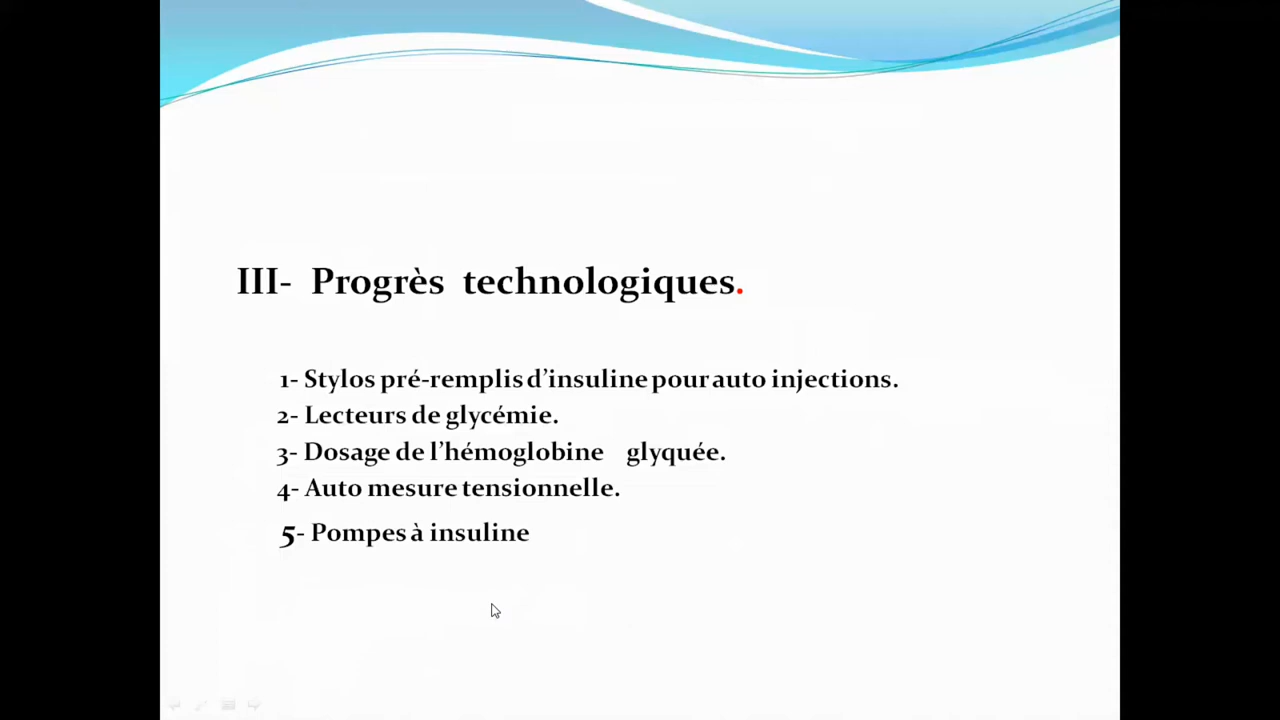 III- Progrès technologiques.
1- Stylos pré-remplis d’insuline pour auto injections.
2- Lecteurs de glycémie.
3- Dosage de l’hémoglobine glyquée.
4- Auto mesure tensionnelle.
5- Pompes à insuline